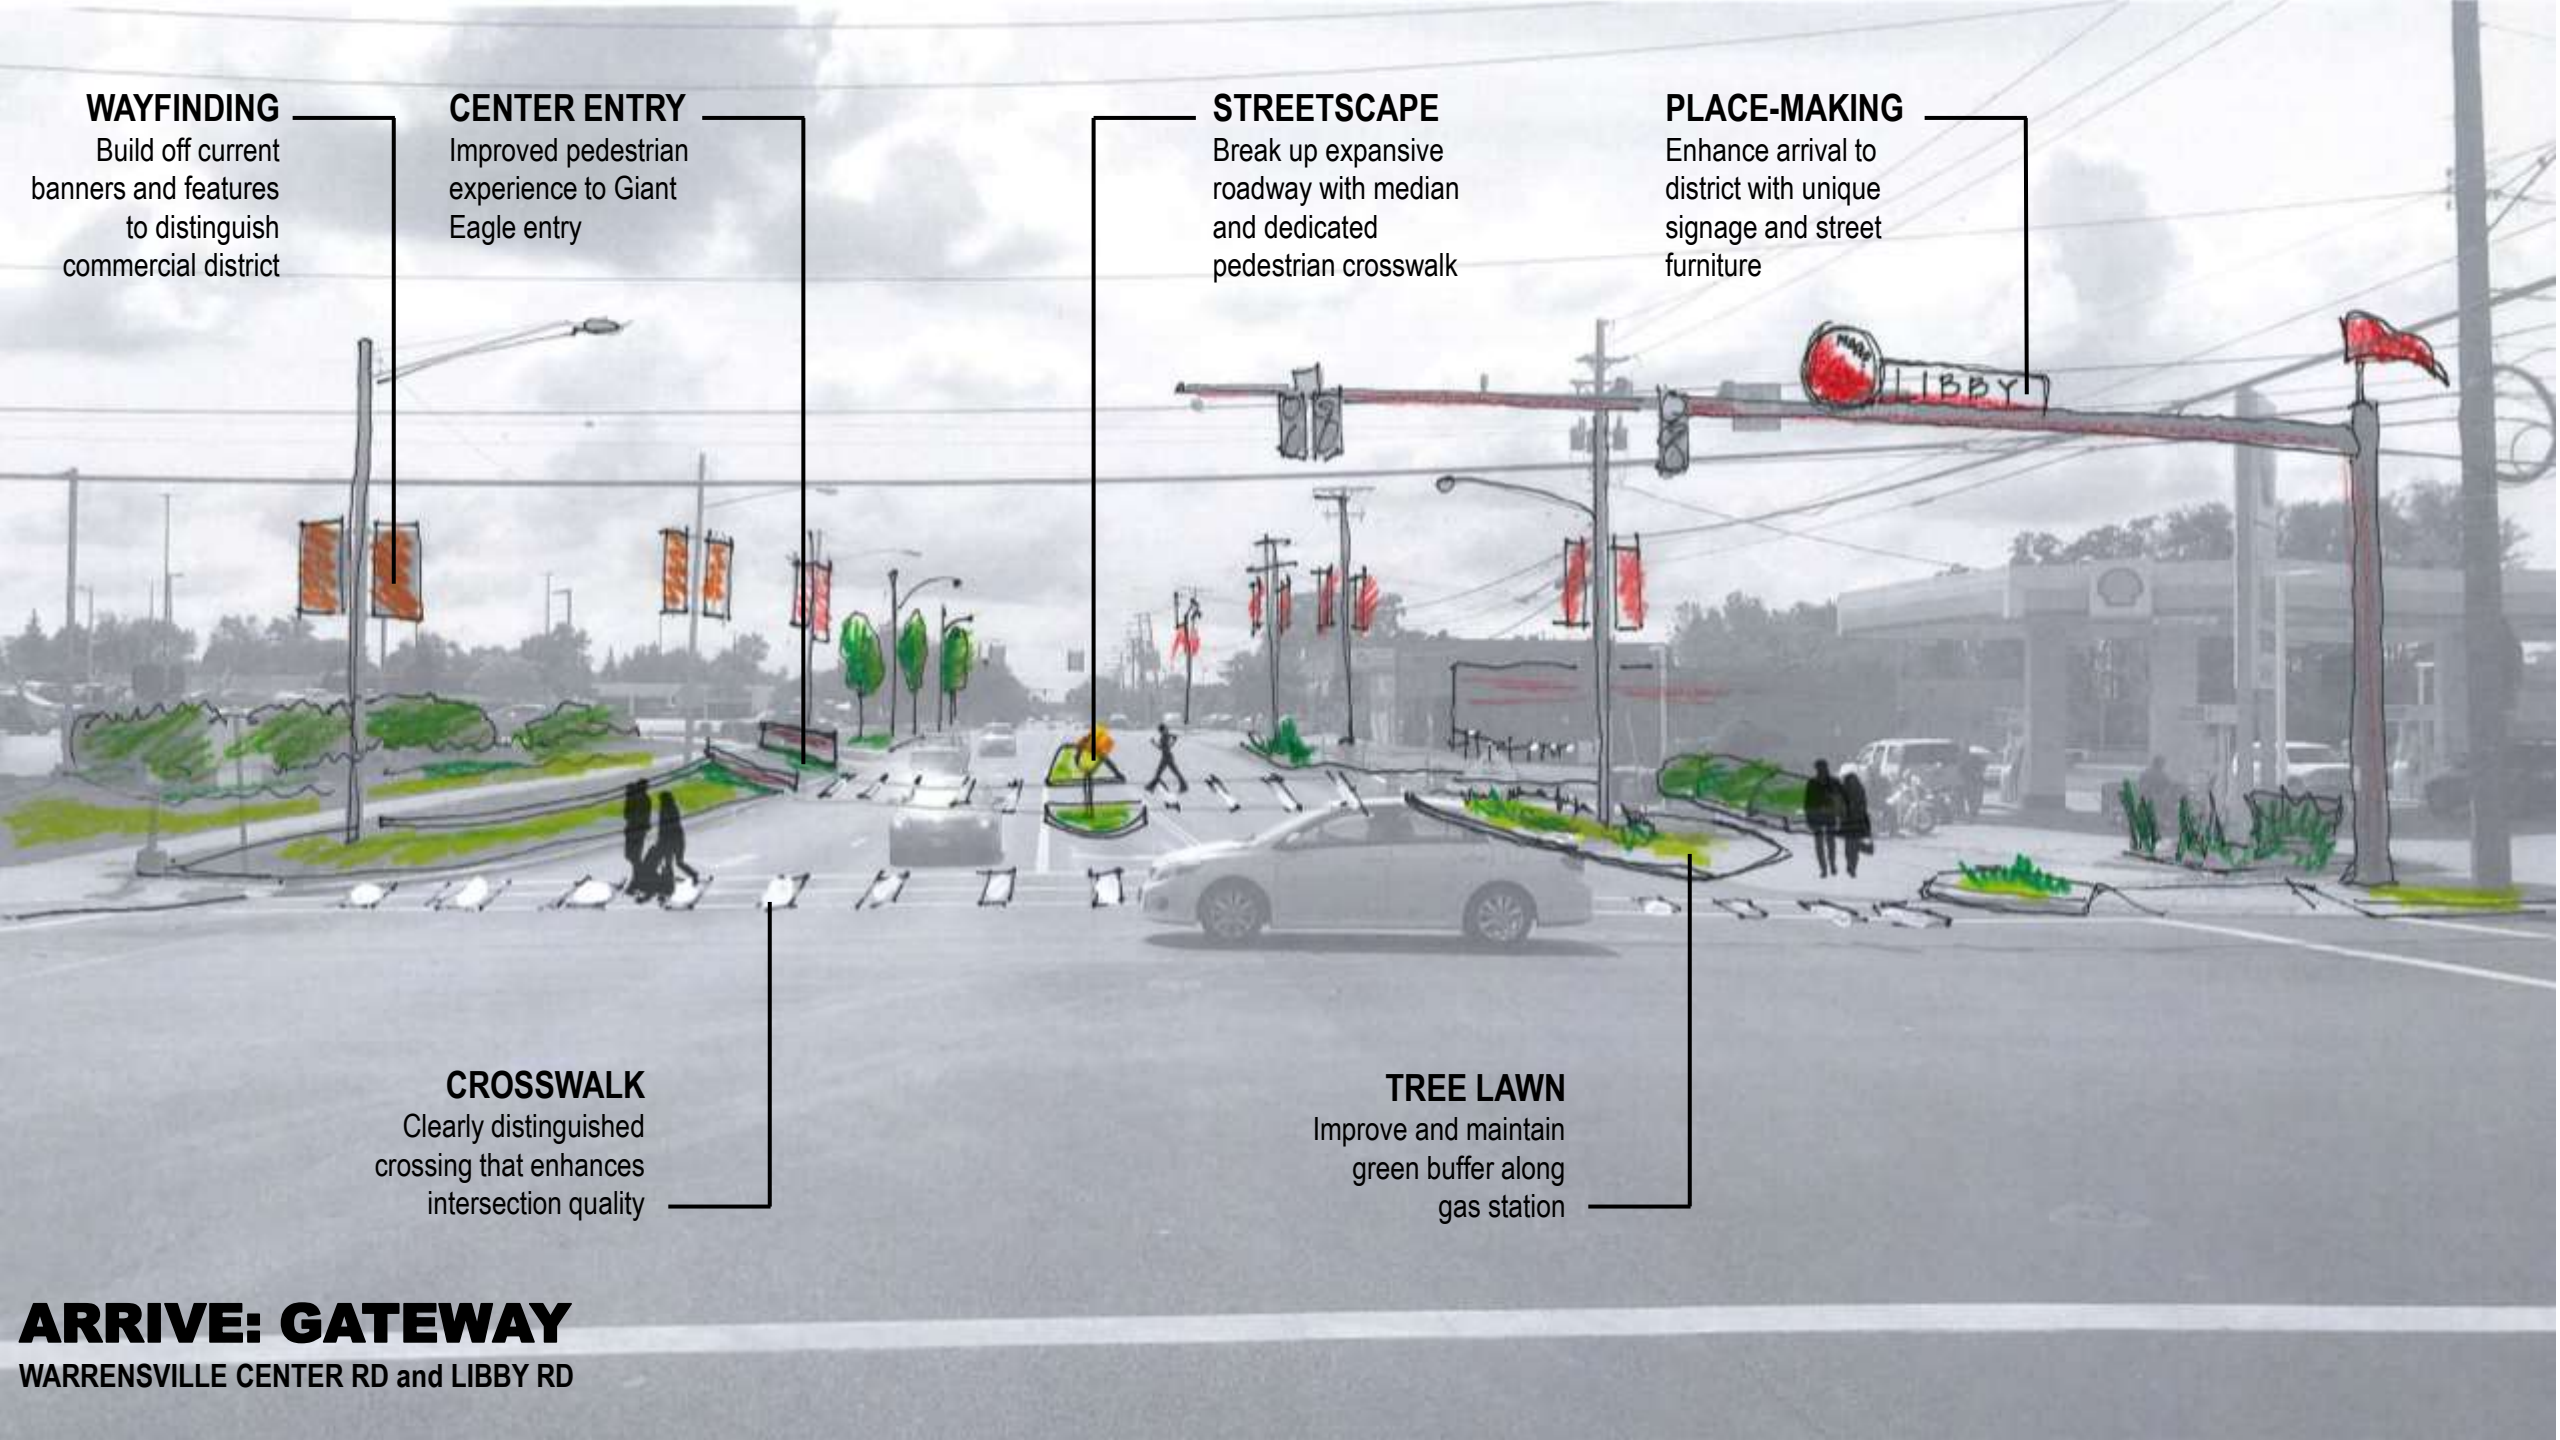 WAYFINDING
Build off current
banners and features
to distinguish
commercial district
CENTER ENTRY
Improved pedestrian
experience to Giant
Eagle entry
STREETSCAPE
Break up expansive
roadway with median
and dedicated
pedestrian crosswalk
PLACE-MAKING
Enhance arrival to
district with unique
signage and street
furniture
LIBBY
CROSSWALK
Clearly distinguished
crossing that enhances
intersection quality
TREE LAWN
Improve and maintain
green buffer along
gas station
ARRIVE: GATEWAY
WARRENSVILLE CENTER RD and LIBBY RD